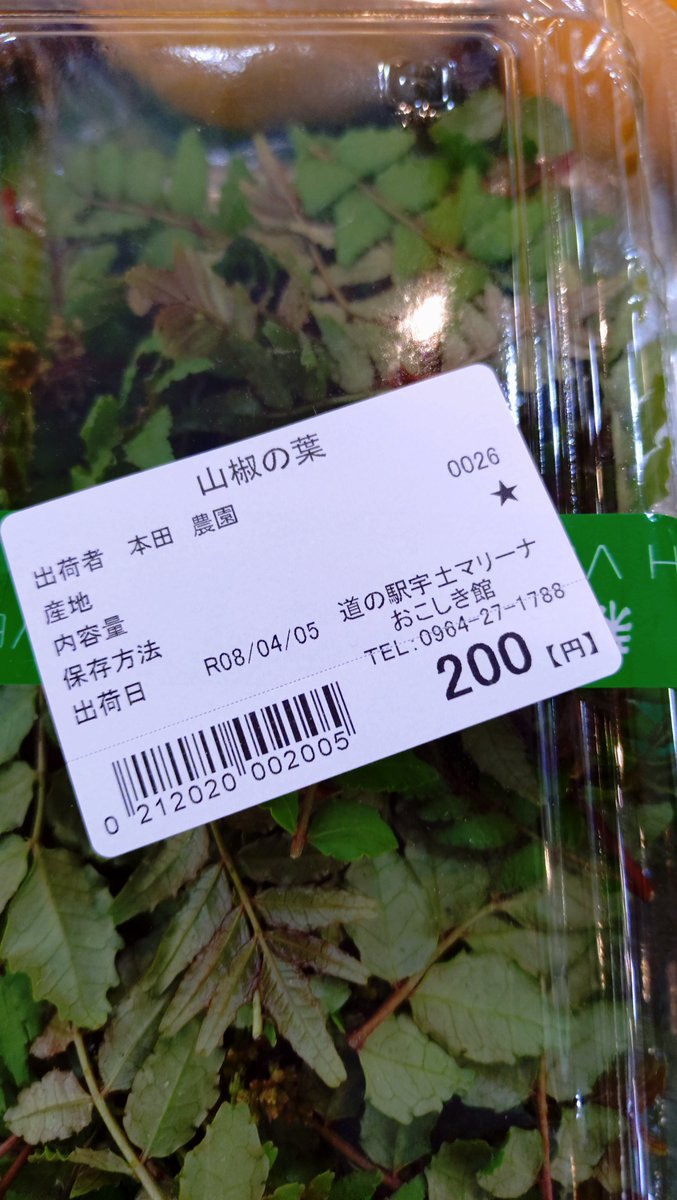 山椒の葉
0026
出荷者 本田 農園
★
産地
内容量
保存方法
出荷日 R08/04/05
道の駅宇土マリーナ
おこしき館
TEL:0964-27-1788
200【円】
0 212020 002005